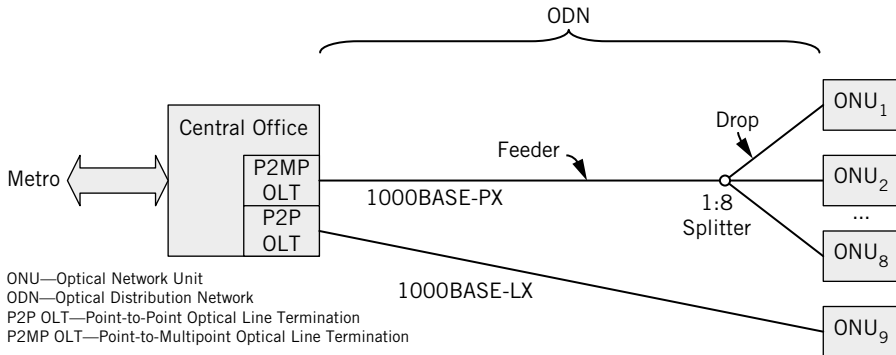 ODN
Central Office
Metro
P2MP
OLT
P2P
OLT
Feeder
Drop
1000BASE-PX
1:8
Splitter
ONU1
ONU2
...
ONU8
1000BASE-LX
ONU9
ONU—Optical Network Unit
ODN—Optical Distribution Network
P2P OLT—Point-to-Point Optical Line Termination
P2MP OLT—Point-to-Multipoint Optical Line Termination